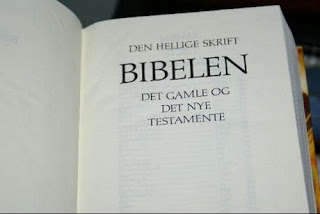 DEN HELLIGE SKRIFT
BIBELEN
DET GAMLE OG
DET NYE
TESTAMENTE